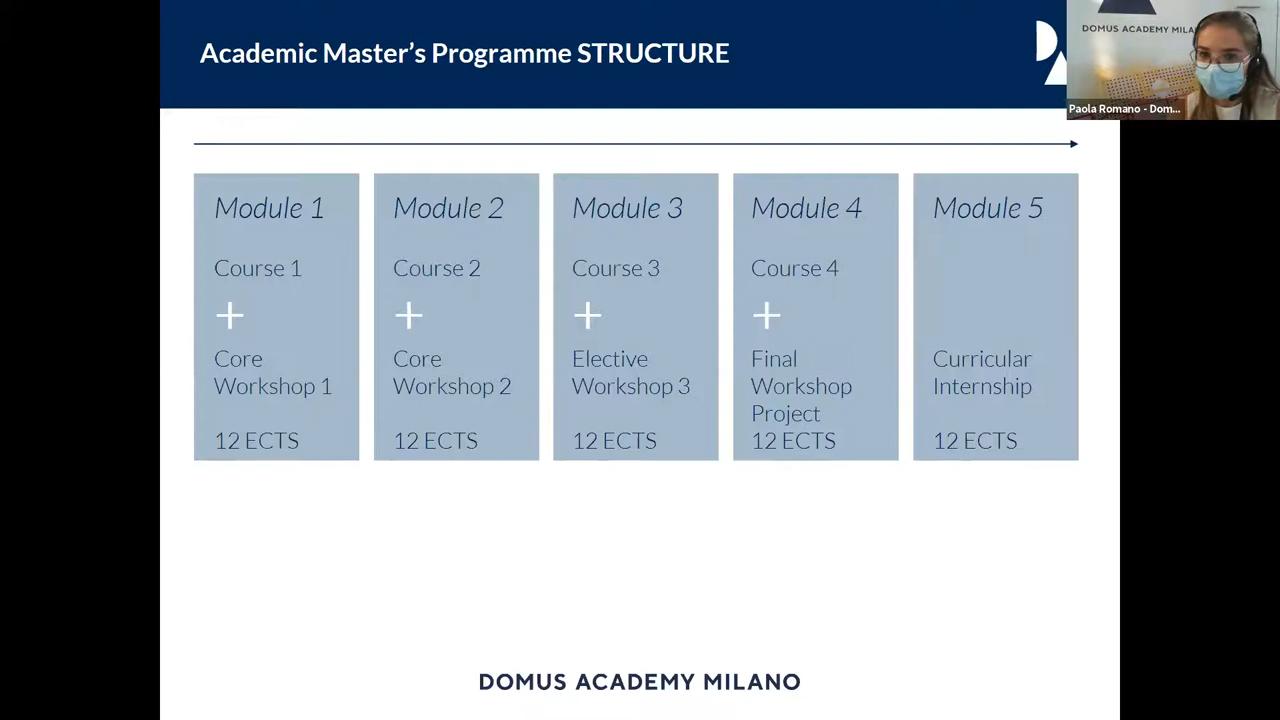 Academic Master's Programme STRUCTURE
DOMUS ACADEMY MILA
Paola Romano - Dom...
Module 1
Course 1
+
Core
Workshop 1
12 ECTS
Module 2
Course 2
+
Core
Workshop 2
12 ECTS
Module 3
Course 3
+
Elective
Workshop 3
12 ECTS
Module 4
Course 4
+
Final
Workshop
Project
12 ECTS
Module 5
Curricular
Internship
12 ECTS
DOMUS ACADEMY MILANO